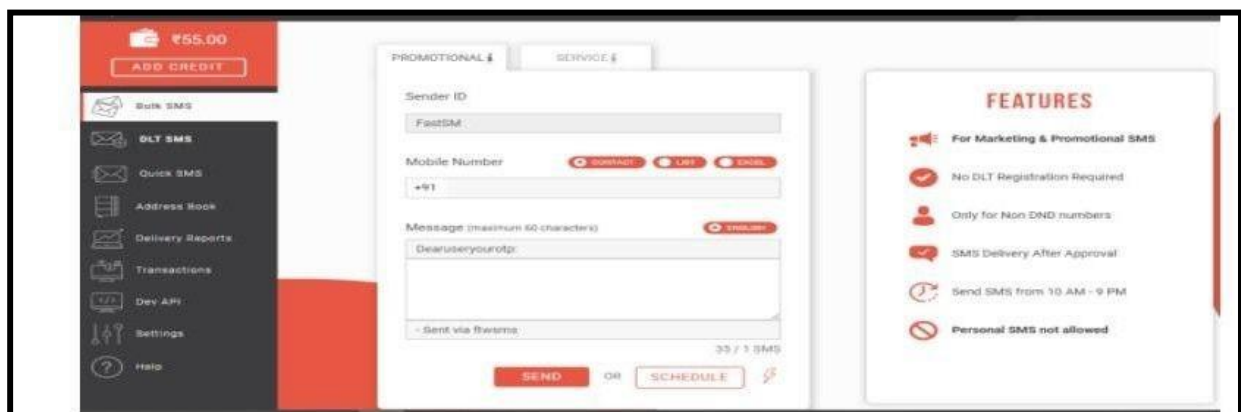 ₹55.00
ADD CREDIT
Bulk SMS
DLT SMS
Quick SMS
Address Book
Delivery Reports
Transactions
Dev API
Settings
Help
PROMOTIONAL
SERVICE
Sender ID
FastSM
Mobile Number
CONTACT
LIST
EXCEL
+91
Message (maximum 60 characters)
ENGLISH
Dearuseryourotp:
- Sent via
33 / 1 SMS
SEND
OR
SCHEDULE
FEATURES
For Marketing & Promotional SMS
No DLT Registration Required
Only for Non DND numbers
SMS Delivery After Approval
Send SMS from 10 AM - 9 PM
Personal SMS not allowed